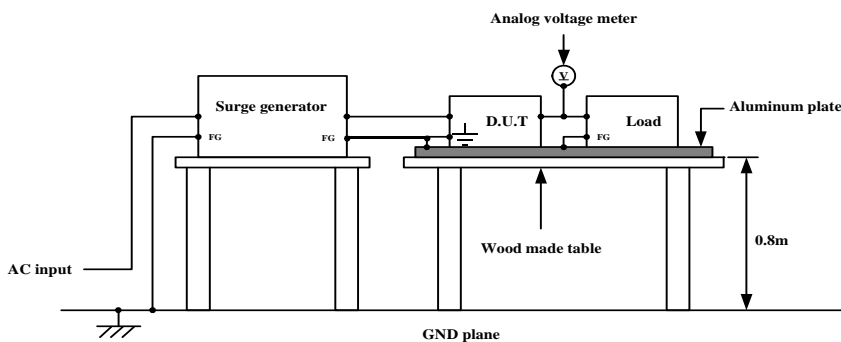 Analog voltage meter
V
Surge generator
FG
FG
D.U.T
Load
FG
Aluminum plate
Wood made table
0.8m
AC input
GND plane